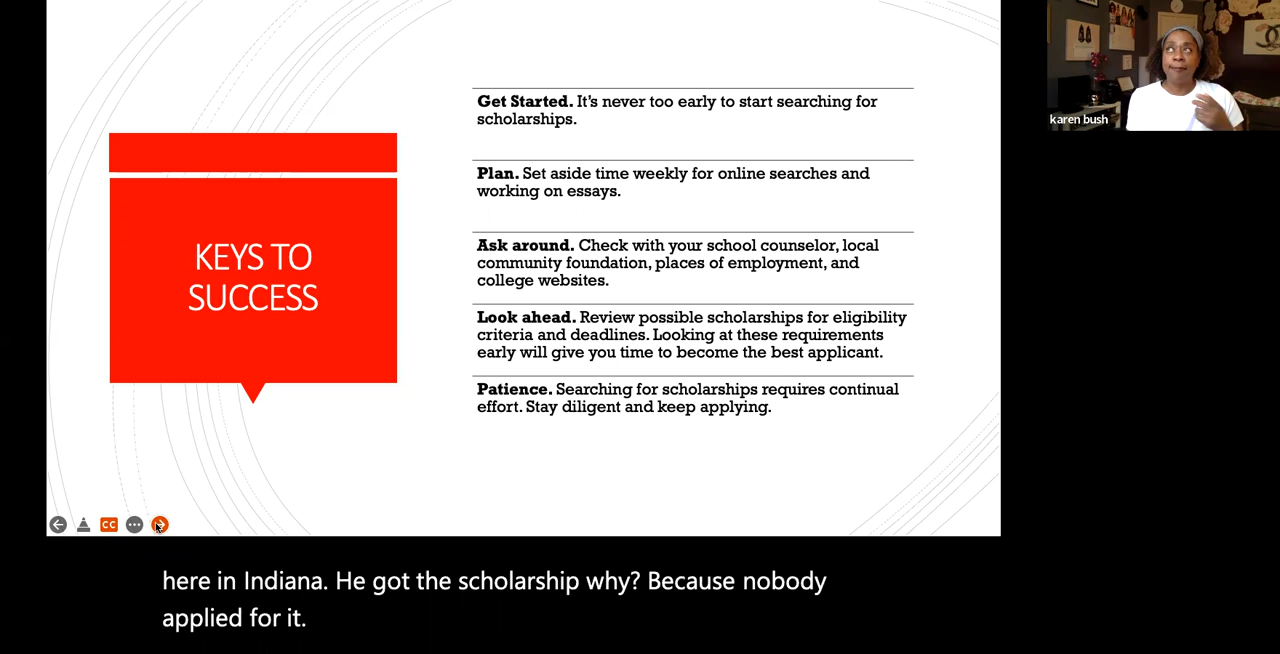 KEYS TO
SUCCESS
Get Started. It's never too early to start searching for
scholarships.
Plan. Set aside time weekly for online searches and
working on essays.
Ask around. Check with your school counselor, local
community foundation, places of employment, and
college websites.
Look ahead. Review possible scholarships for eligibility
criteria and deadlines. Looking at these requirements
early will give you time to become the best applicant.
Patience. Searching for scholarships requires continual
effort. Stay diligent and keep applying.
karen bush
CC
here in Indiana. He got the scholarship why? Because nobody
applied for it.